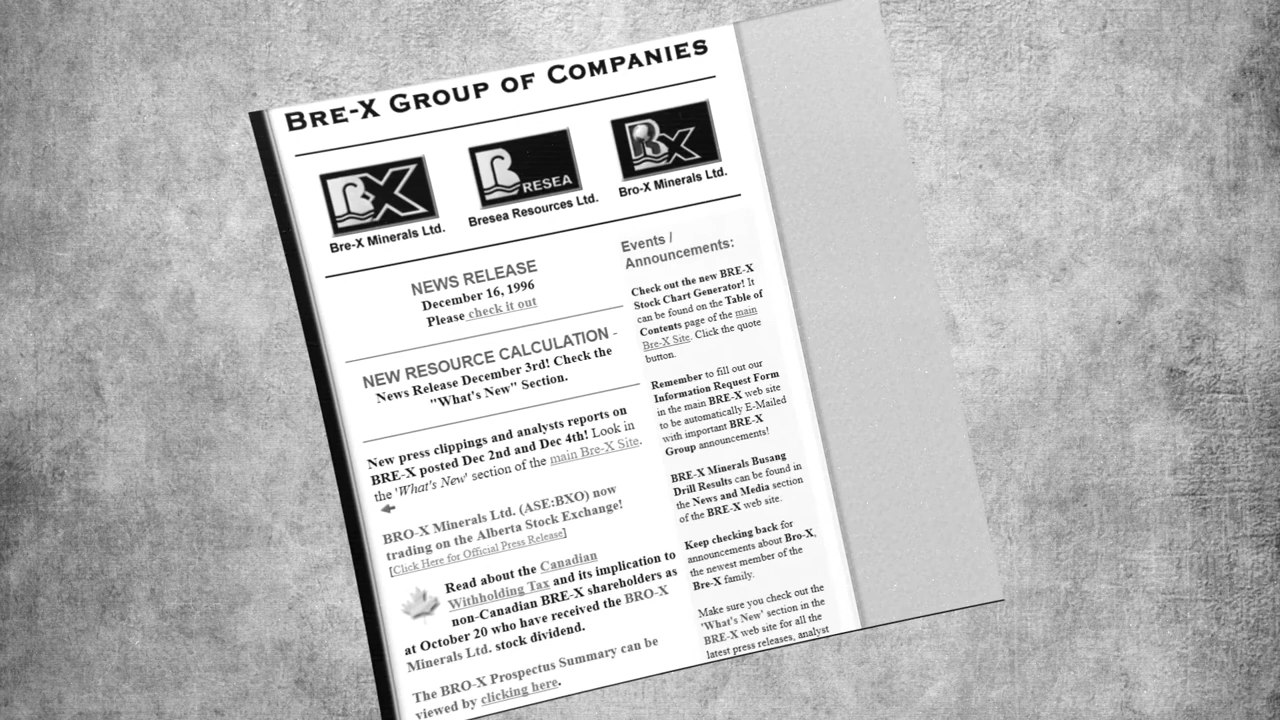 BRE-X GROUP OF COMPANIES
BX
Bre-X Minerals Ltd.
B RESEA
Bresea Resources Ltd.
BX
Bro-X Minerals Ltd.
NEWS RELEASE
December 16, 1996
Please check it out
NEW RESOURCE CALCULATION -
News Release December 3rd! Check the
"What's New" Section.
New press clippings and analysts reports on
BRE-X posted Dec 2nd and Dec 4th! Look in
the 'What's New' section of the main Bre-X Site.
BRO-X Minerals Ltd. (ASE:BXO) now
trading on the Alberta Stock Exchange!
[Click Here for Official Press Release]
Read about the Canadian
Withholding Tax and its implication to
non-Canadian BRE-X shareholders as
at October 20 who have received the BRO-X
Minerals Ltd. stock dividend.
The BRO-X Prospectus Summary can be
viewed by clicking here.
Events /
Announcements:
Check out the new BRE-X
Stock Chart Generator! It
can be found on the Table of
Contents page of the main
Bre-X Site. Click the quote
button.
Remember to fill out our
Information Request Form
in the main BRE-X web site
to be automatically E-Mailed
with important BRE-X
Group announcements!
BRE-X Minerals Busang
Drill Results can be found in
the News and Media section
of the BRE-X web site.
Keep checking back for
announcements about Bro-X,
the newest member of the
Bre-X family.
Make sure you check out the
'What's New' section in the
BRE-X web site for all the
latest press releases, analyst